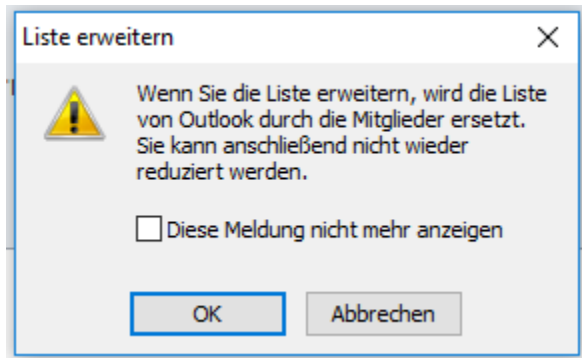 Liste erweitern
Wenn Sie die Liste erweitern, wird die Liste
von Outlook durch die Mitglieder ersetzt.
Sie kann anschließend nicht wieder
reduziert werden.
Diese Meldung nicht mehr anzeigen
OK
Abbrechen